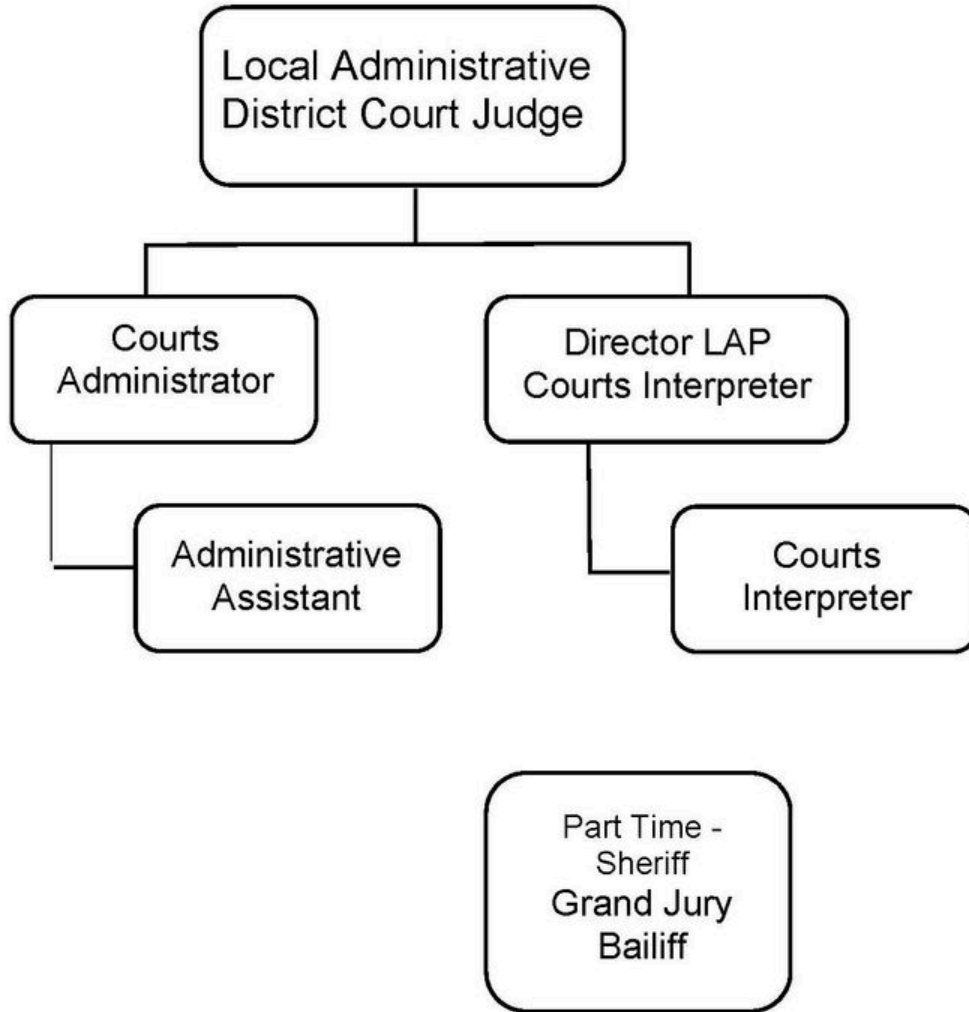 Local Administrative
District Court Judge
Courts
Administrator
Director LAP
Courts Interpreter
Administrative
Assistant
Courts
Interpreter
Part Time -
Sheriff
Grand Jury
Bailiff